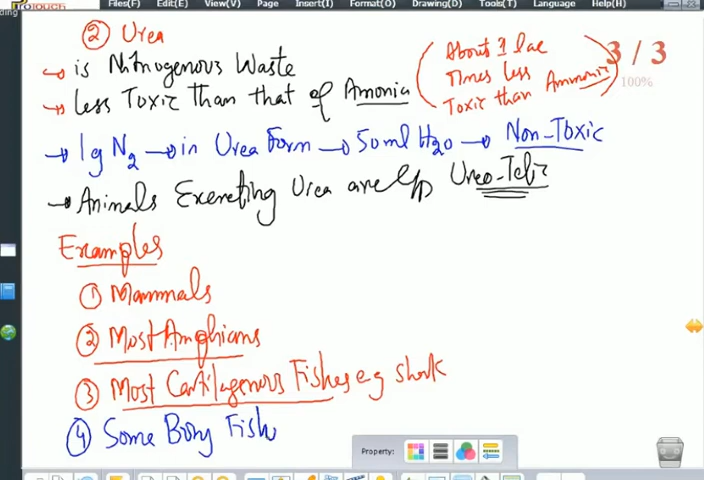 ProTouch File(F) Edit(E) View(V) Page Insert(I) Format(O) Drawing(D) Tools(T) Language Help(H)
② Urea
→ is Nitrogenous Waste
→ less Toxic Than that of Amonia
(About 1 lac
Times less
Toxic than Ammonia)
3 / 3
100%
→ 1g N2 → in Urea Form → 50ml H2O → Non-Toxic
→ Animals Excreting Urea are Ureo-Telic
Examples
① Mammals
② Most Amphians
③ Most Cartilagenous Fishes e.g shark
④ Some Bony Fish
Property: